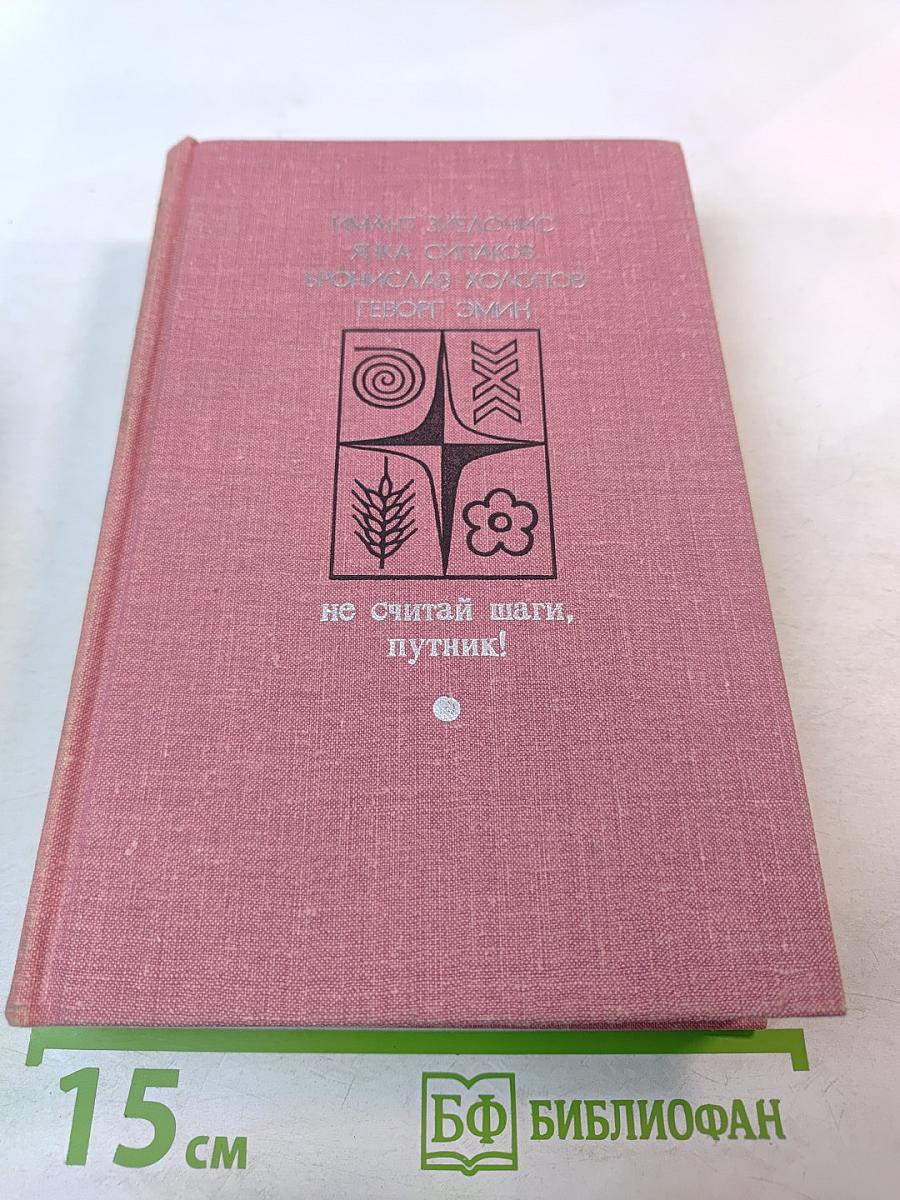 ИМАНТ ЗИЕДОНИС
ЯНКА СИПАКОВ
БРОНИСЛАВ ХОЛОПОВ
ГЕВОРГ ЭМИН
не считай шаги,
путник!
15 см
БФ БИБЛИОФАН